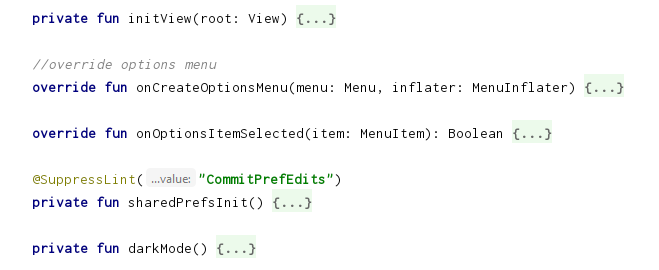 private fun initView(root: View) {...}
//override options menu
override fun onCreateOptionsMenu(menu: Menu, inflater: MenuInflater) {...}
override fun onOptionsItemSelected(item: MenuItem): Boolean {...}
@SuppressLint( ...value: "CommitPrefEdits")
private fun sharedPrefsInit() {...}
private fun darkMode() {...}